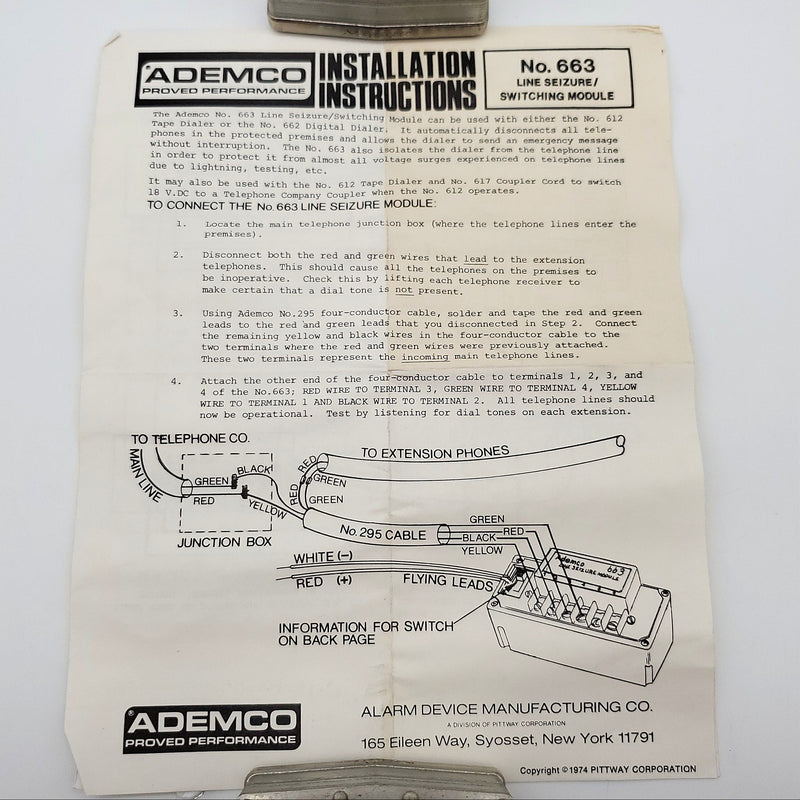 ADEMCO
PROVED PERFORMANCE
INSTALLATION
INSTRUCTIONS
No. 663
LINE SEIZURE/
SWITCHING MODULE
The Ademco No. 663 Line Seizure/Switching Module can be used with either the No. 612
Tape Dialer or the No. 662 Digital Dialer. It automatically disconnects all tele-
phones in the protected premises and allows the dialer to send an emergency message
without interruption. The No. 663 also isolates the dialer from the telephone line
in order to protect it from almost all voltage surges experienced on telephone lines
due to lightning, testing, etc.
It may also be used with the No. 612 Tape Dialer and No. 617 Coupler Cord to switch
18 V.DC to a Telephone Company Coupler when the No. 612 operates.
TO CONNECT THE No.663 LINE SEIZURE MODULE:
1. Locate the main telephone junction box (where the telephone lines enter the
premises).
2. Disconnect both the red and green wires that lead to the extension
telephones. This should cause all the telephones on the premises to
be inoperative. Check this by lifting each telephone receiver to
make certain that a dial tone is not present.
3. Using Ademco No.295 four-conductor cable, solder and tape the red and green
leads to the red and green leads that you disconnected in Step 2. Connect
the remaining yellow and black wires in the four-conductor cable to the
two terminals where the red and green wires were previously attached.
These two terminals represent the incoming main telephone lines.
4. Attach the other end of the four-conductor cable to terminals 1, 2, 3, and
4 of the No.663; RED WIRE TO TERMINAL 3, GREEN WIRE TO TERMINAL 4, YELLOW
WIRE TO TERMINAL 1 AND BLACK WIRE TO TERMINAL 2. All telephone lines should
now be operational. Test by listening for dial tones on each extension.
TO TELEPHONE CO.
MAIN LINE
GREEN
RED
BLACK
YELLOW
JUNCTION BOX
RED
GREEN
RED
GREEN
TO EXTENSION PHONES
No. 295 CABLE
GREEN
RED
BLACK
YELLOW
WHITE (-)
RED (+)
FLYING LEADS
Ademco 663
LINE SEIZURE MODULE
INFORMATION FOR SWITCH
ON BACK PAGE
ADEMCO
PROVED PERFORMANCE
ALARM DEVICE MANUFACTURING CO.
A DIVISION OF PITTWAY CORPORATION
165 Eileen Way, Syosset, New York 11791
Copyright © 1974 PITTWAY CORPORATION